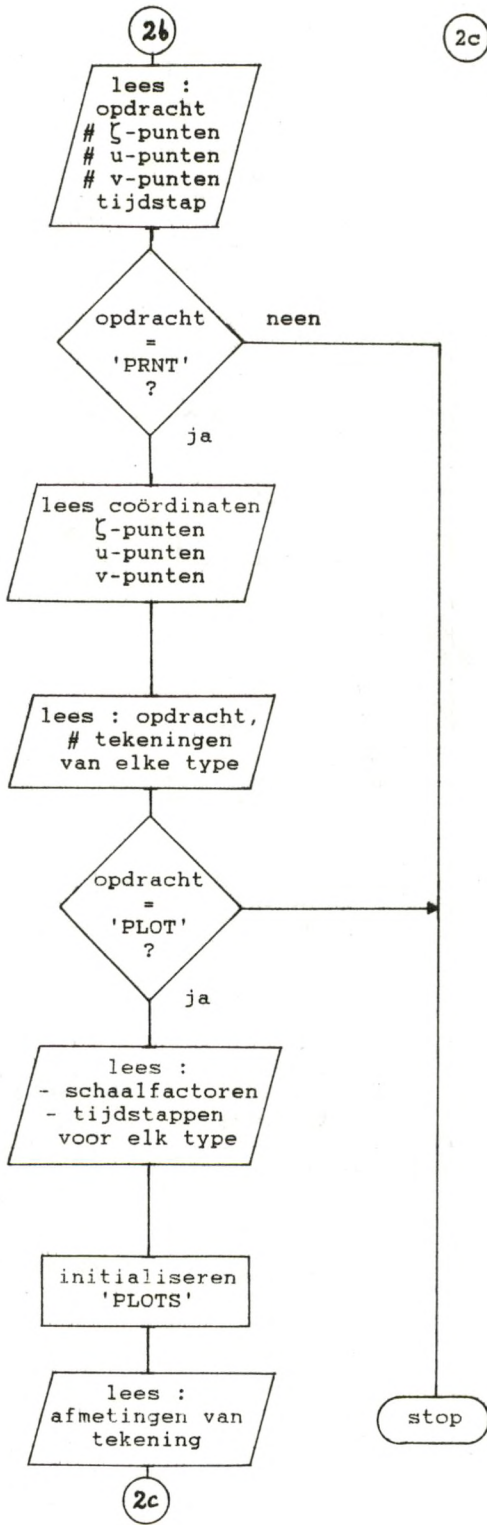 2b
2c
lees :
opdracht
# ζ-punten
# u-punten
# v-punten
tijdstap
opdracht
=
'PRNT'
?
neen
ja
lees coördinaten
ζ-punten
u-punten
v-punten
lees : opdracht,
# tekeningen
van elke type
opdracht
=
'PLOT'
?
ja
lees :
- schaalfactoren
- tijdstappen
voor elk type
initialiseren
'PLOTS'
lees :
afmetingen van
tekening
stop
2c